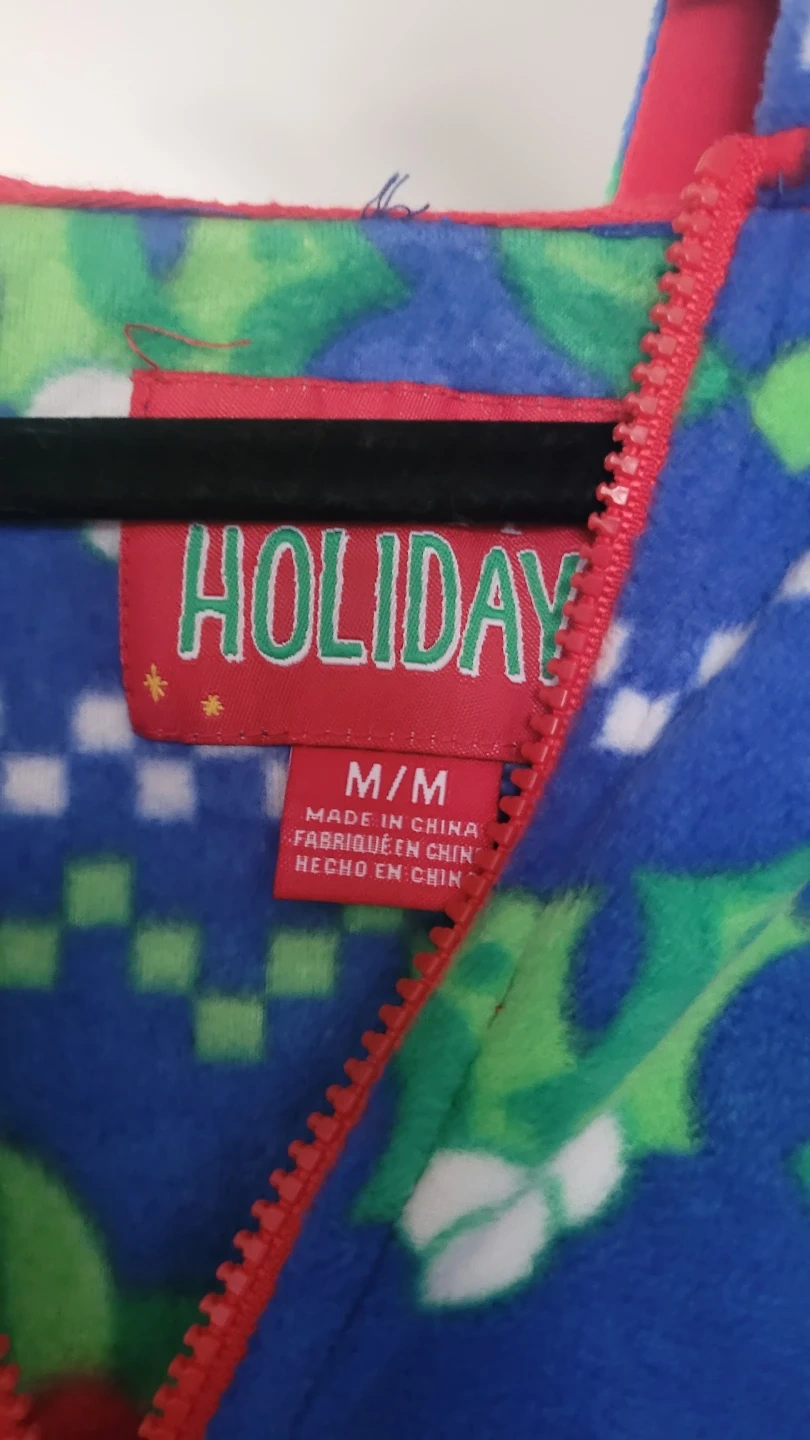 HOLIDAY
M/M
MADE IN CHINA
FABRIQUÉ EN CHIN
HECHO EN CHIN